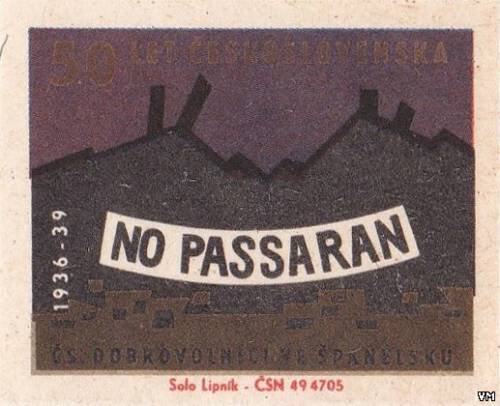 50 LET ČESKOSLOVENSKA
1936-39
NO PASSARAN
ČS. DOBROVOLNÍCI VE ŠPANĚLSKU
Solo Lipník - ČSN 49 4705
VM